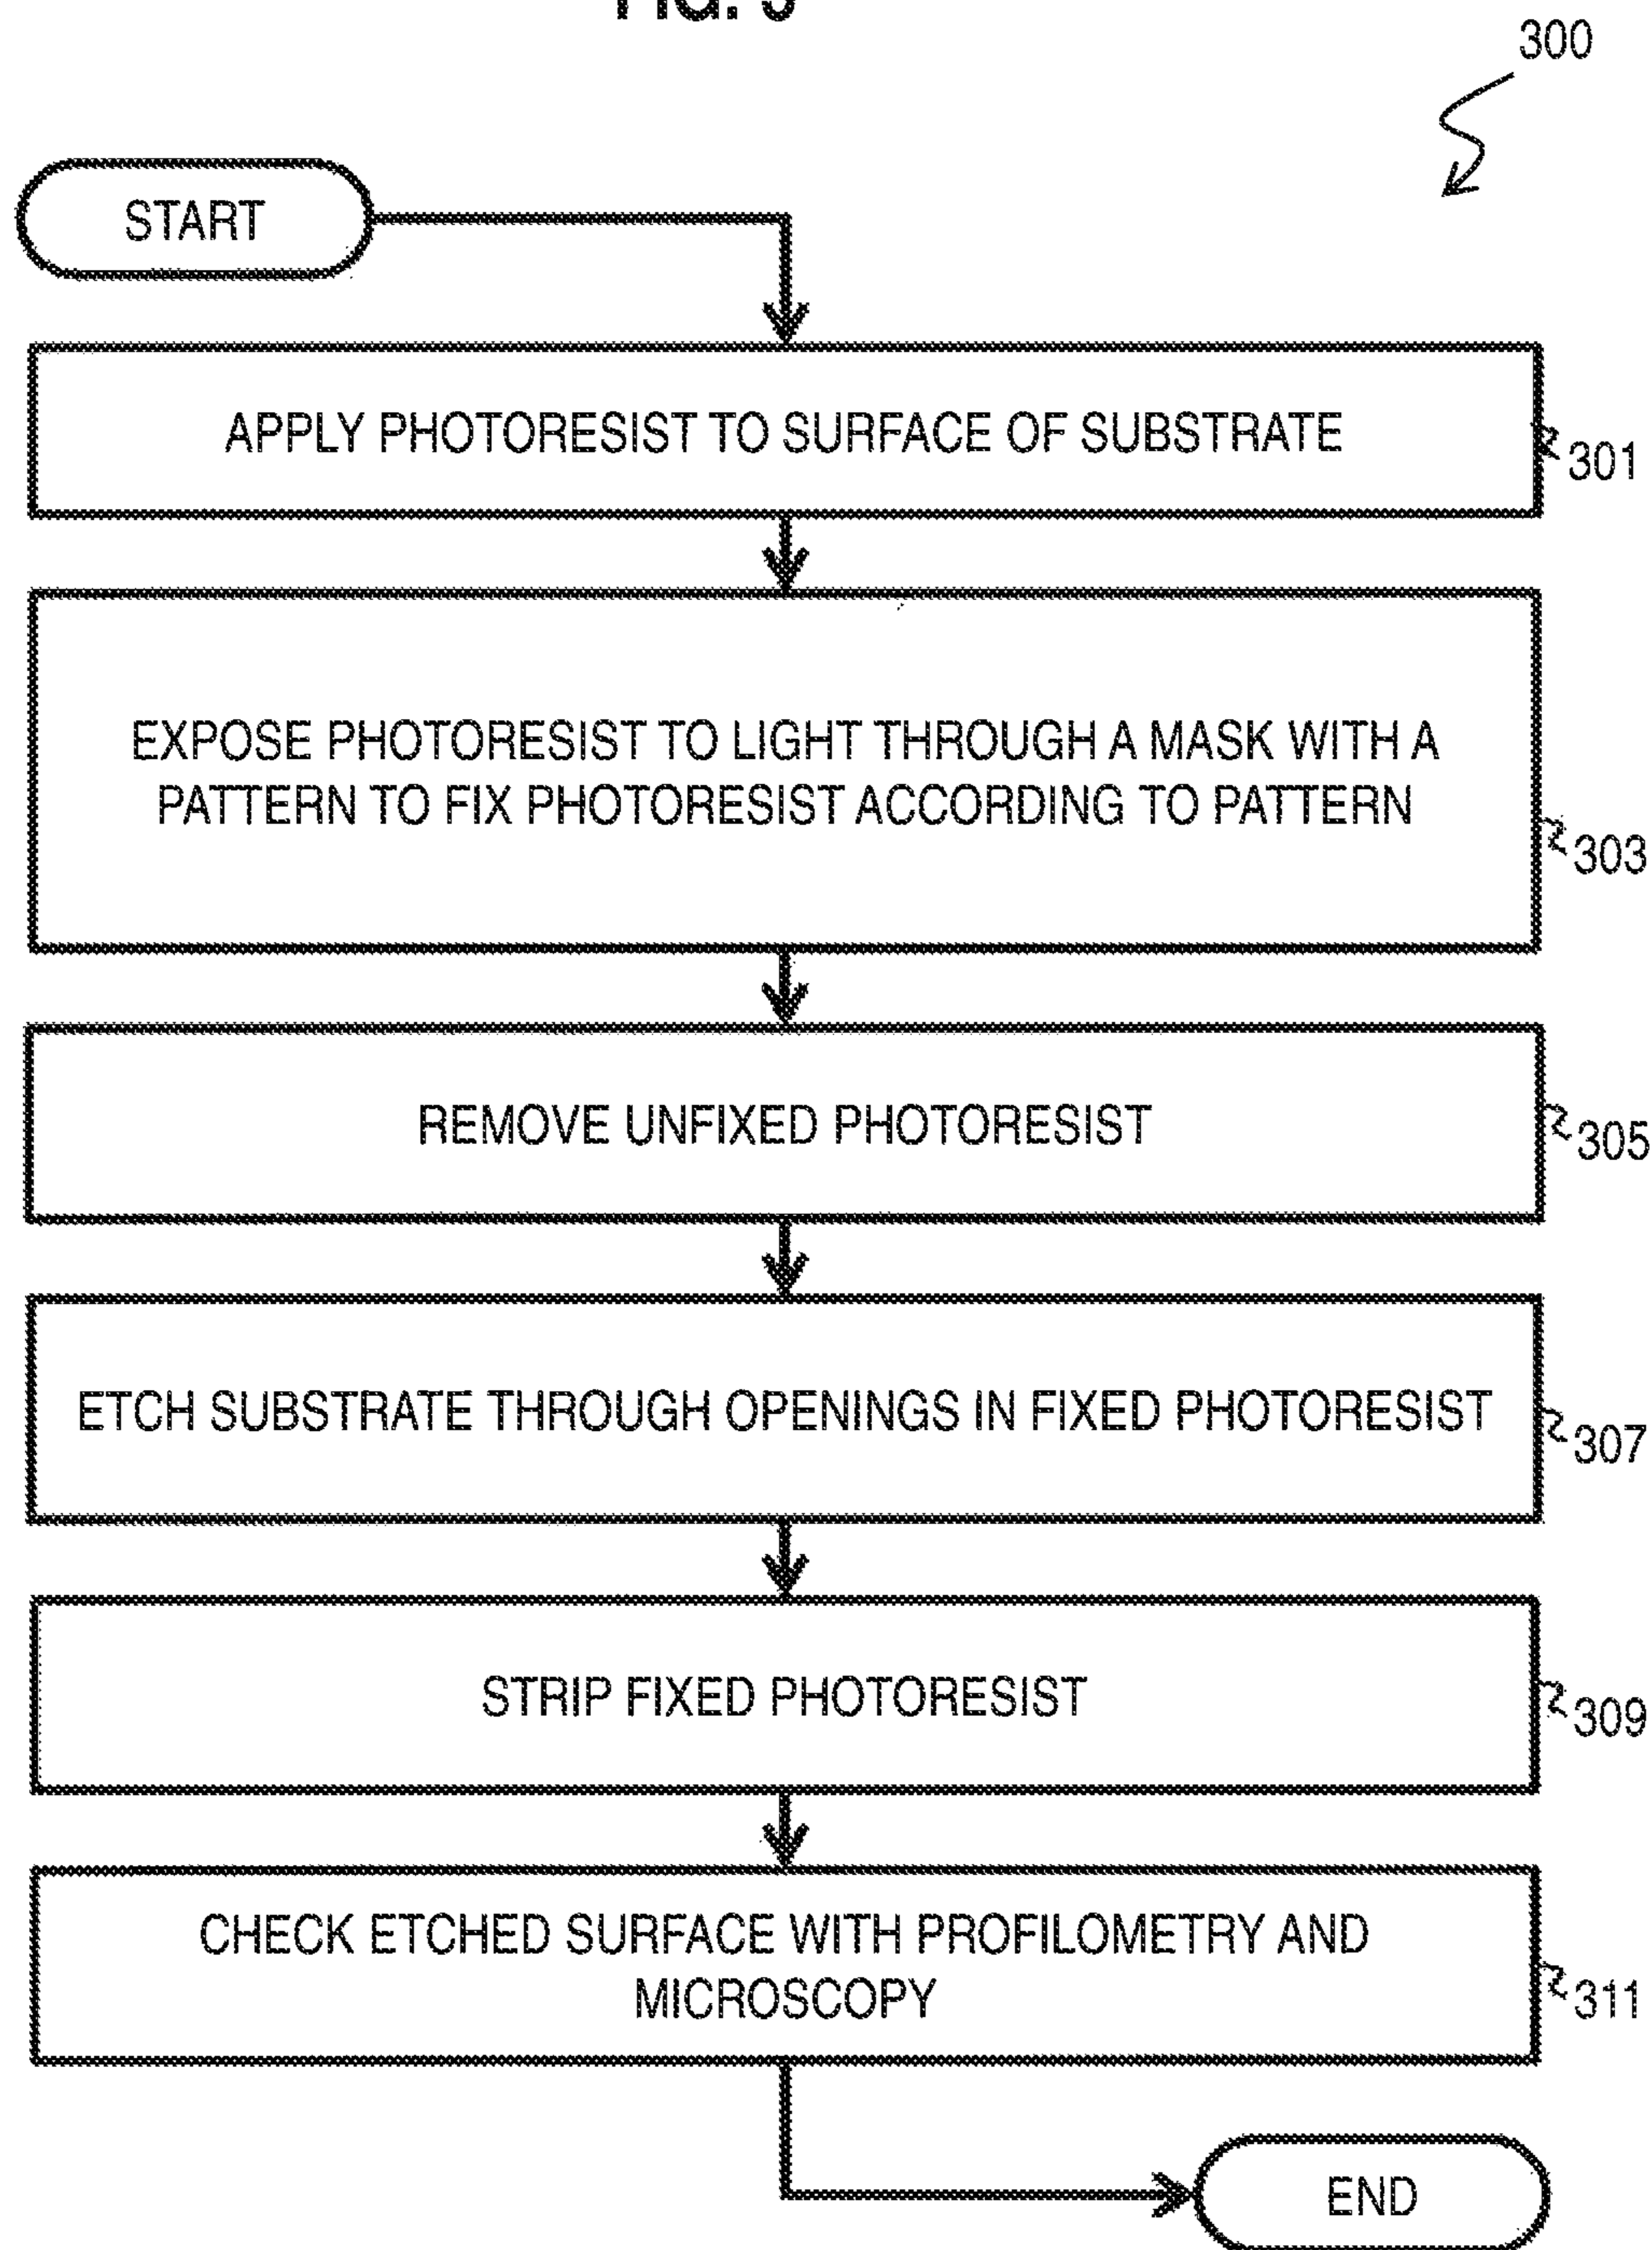 FIG.
300
START
APPLY PHOTORESIST TO SURFACE OF SUBSTRATE
301
EXPOSE PHOTORESIST TO LIGHT THROUGH A MASK WITH A
PATTERN TO FIX PHOTORESIST ACCORDING TO PATTERN
303
REMOVE UNFIXED PHOTORESIST
305
ETCH SUBSTRATE THROUGH OPENINGS IN FIXED PHOTORESIST
307
STRIP FIXED PHOTORESIST
309
CHECK ETCHED SURFACE WITH PROFILOMETRY AND
MICROSCOPY
311
END